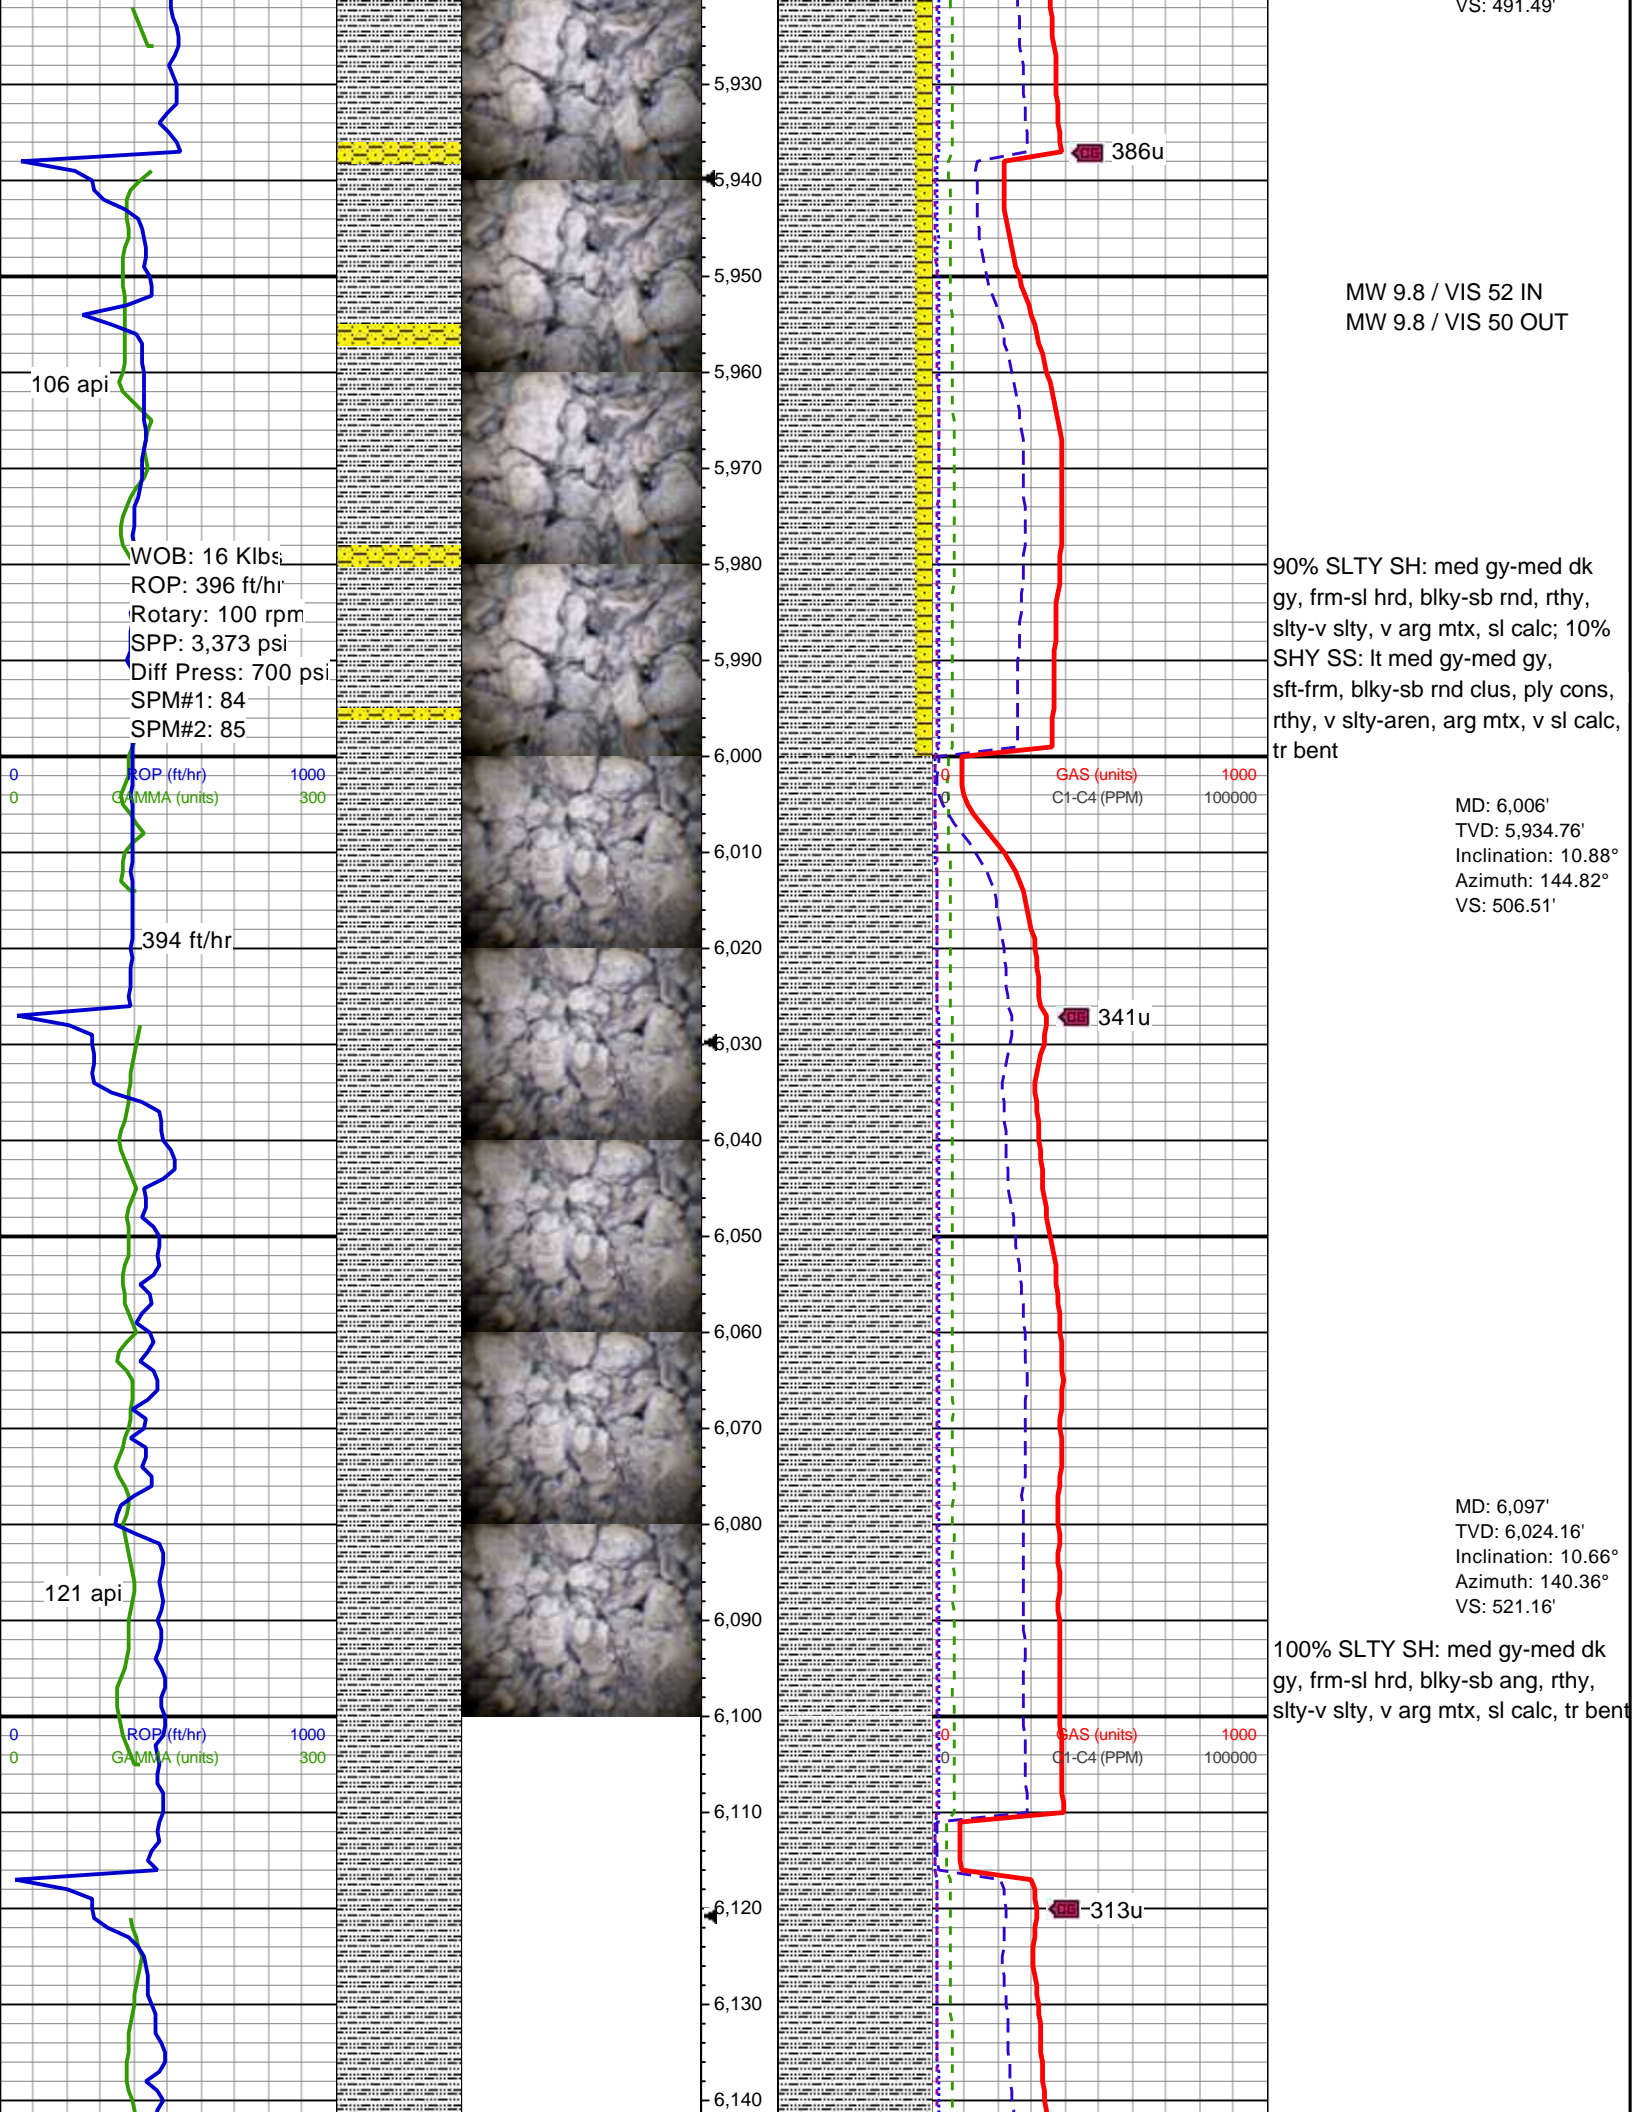 VS: 491.49'
5,930
CG 386u
5,940
5,950
MW 9.8 / VIS 52 IN
MW 9.8 / VIS 50 OUT
5,960
106 api
5,970
5,980
WOB: 16 Klbs
ROP: 396 ft/hr
Rotary: 100 rpm
SPP: 3,373 psi
Diff Press: 700 psi
SPM#1: 84
SPM#2: 85
90% SLTY SH: med gy-med dk
gy, frm-sl hrd, blky-sb rnd, rthy,
slty-v slty, v arg mtx, sl calc; 10%
SHY SS: lt med gy-med gy,
sft-frm, blky-sb rnd clus, ply cons,
rthy, v slty-aren, arg mtx, v sl calc,
tr bent
5,990
6,000
0 ROP (ft/hr) 1000
0 GAMMA (units) 300
0 GAS (units) 1000
0 C1-C4 (PPM) 100000
MD: 6,006'
TVD: 5,934.76'
Inclination: 10.88°
Azimuth: 144.82°
VS: 506.51'
6,010
394 ft/hr
6,020
CG 341u
6,030
6,040
6,050
6,060
6,070
6,080
MD: 6,097'
TVD: 6,024.16'
Inclination: 10.66°
Azimuth: 140.36°
VS: 521.16'
121 api
6,090
100% SLTY SH: med gy-med dk
gy, frm-sl hrd, blky-sb ang, rthy,
slty-v slty, v arg mtx, sl calc, tr bent
6,100
0 ROP (ft/hr) 1000
0 GAMMA (units) 300
0 GAS (units) 1000
0 C1-C4 (PPM) 100000
6,110
6,120
CG 313u
6,130
6,140